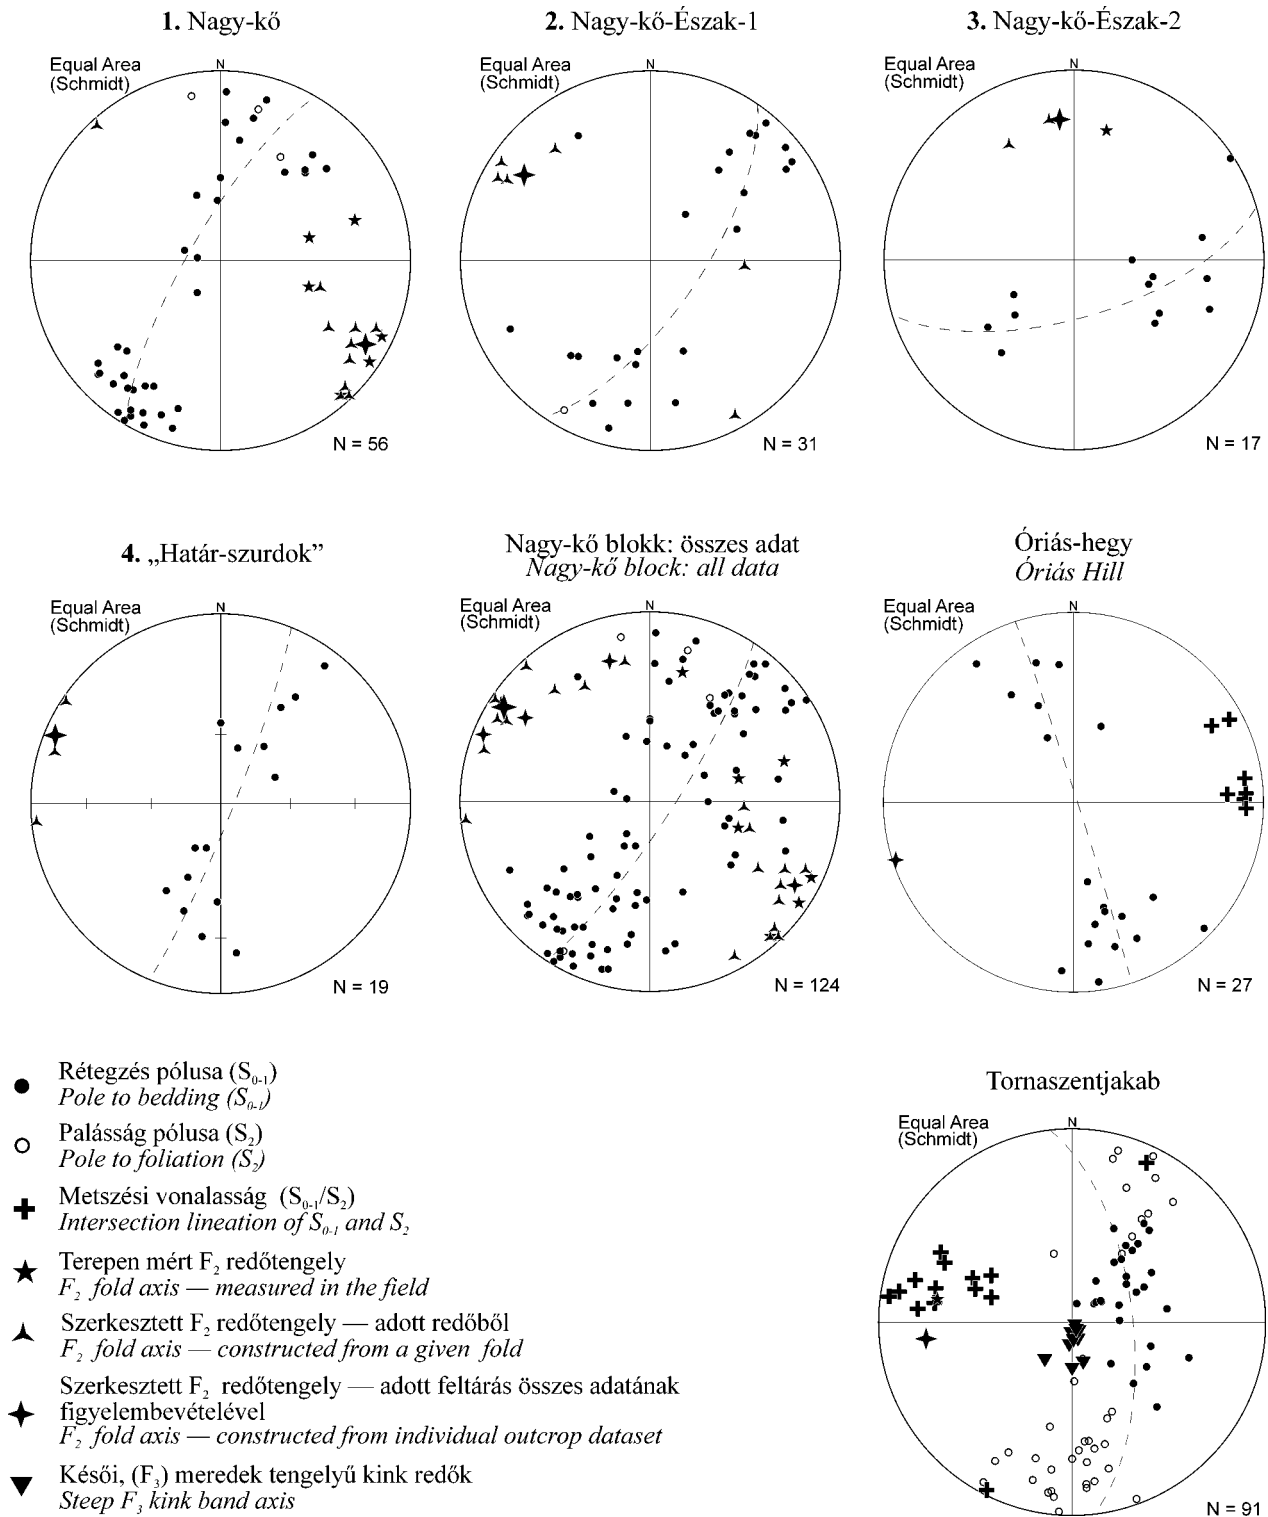 1. Nagy-kő
2. Nagy-kő-Észak-1
3. Nagy-kő-Észak-2
Equal Area
(Schmidt)
N
N = 56
Equal Area
(Schmidt)
N
N = 31
Equal Area
(Schmidt)
N
N = 17
4. „Határ-szurdok”
Nagy-kő blokk: összes adat
Nagy-kő block: all data
Óriás-hegy
Óriás Hill
Equal Area
(Schmidt)
N
N = 19
Equal Area
(Schmidt)
N
N = 124
Equal Area
(Schmidt)
N
N = 27
Rétegzés pólusa (S0-1)
Pole to bedding (S0-1)
Palásság pólusa (S2)
Pole to foliation (S2)
Metszési vonalasság (S0-1/S2)
Intersection lineation of S0-1 and S2
Terepen mért F2 redőtengely
F2 fold axis — measured in the field
Szerkesztett F2 redőtengely — adott redőből
F2 fold axis — constructed from a given fold
Szerkesztett F2 redőtengely — adott feltárás összes adatának
figyelembevételével
F2 fold axis — constructed from individual outcrop dataset
Késői, (F3) meredek tengelyű kink redők
Steep F3 kink band axis
Tornaszentjakab
Equal Area
(Schmidt)
N
N = 91